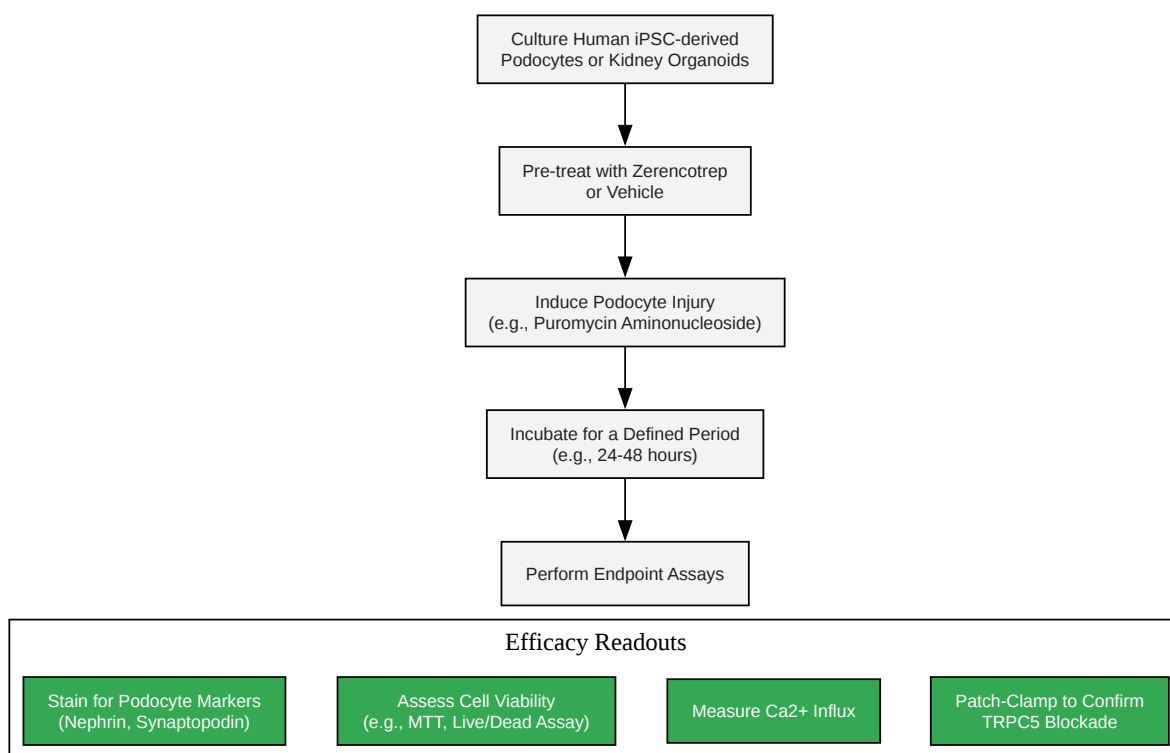 Culture Human iPSC-derived
Podocytes or Kidney Organoids
Pre-treat with Zerencotrep
or Vehicle
Induce Podocyte Injury
(e.g., Puromycin Aminonucleoside)
Incubate for a Defined Period
(e.g., 24-48 hours)
Perform Endpoint Assays
Efficacy Readouts
Stain for Podocyte Markers
(Nephrin, Synaptopodin)
Assess Cell Viability
(e.g., MTT, Live/Dead Assay)
Measure Ca2+ Influx
Patch-Clamp to Confirm
TRPC5 Blockade